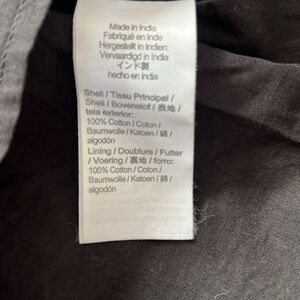 Made in India
Fabriqué en Inde
Hergestellt in Indien
Vervaardigd in India
インド製
hecho en india
Shell / Tissu Principal /
Shell / Bovenstof / 表地 /
tela exterior:
100% Cotton / Coton /
Baumwolle / Katoen / 綿 /
algodón
Lining / Doublure / Futter
/ Voering / 裏地 / forro:
100% Cotton / Coton /
Baumwolle / Katoen / 綿 /
algodón